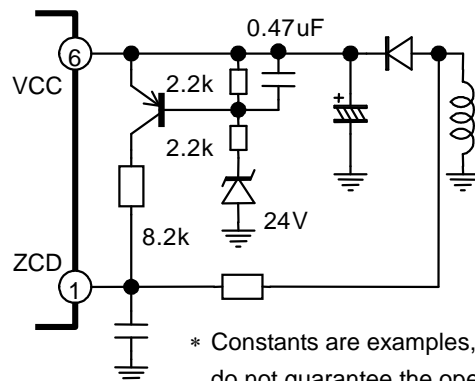 0.47uF
6
VCC
2.2k
+
2.2k
24V
8.2k
ZCD
1
* Constants are examples,
do not guarantee the ope